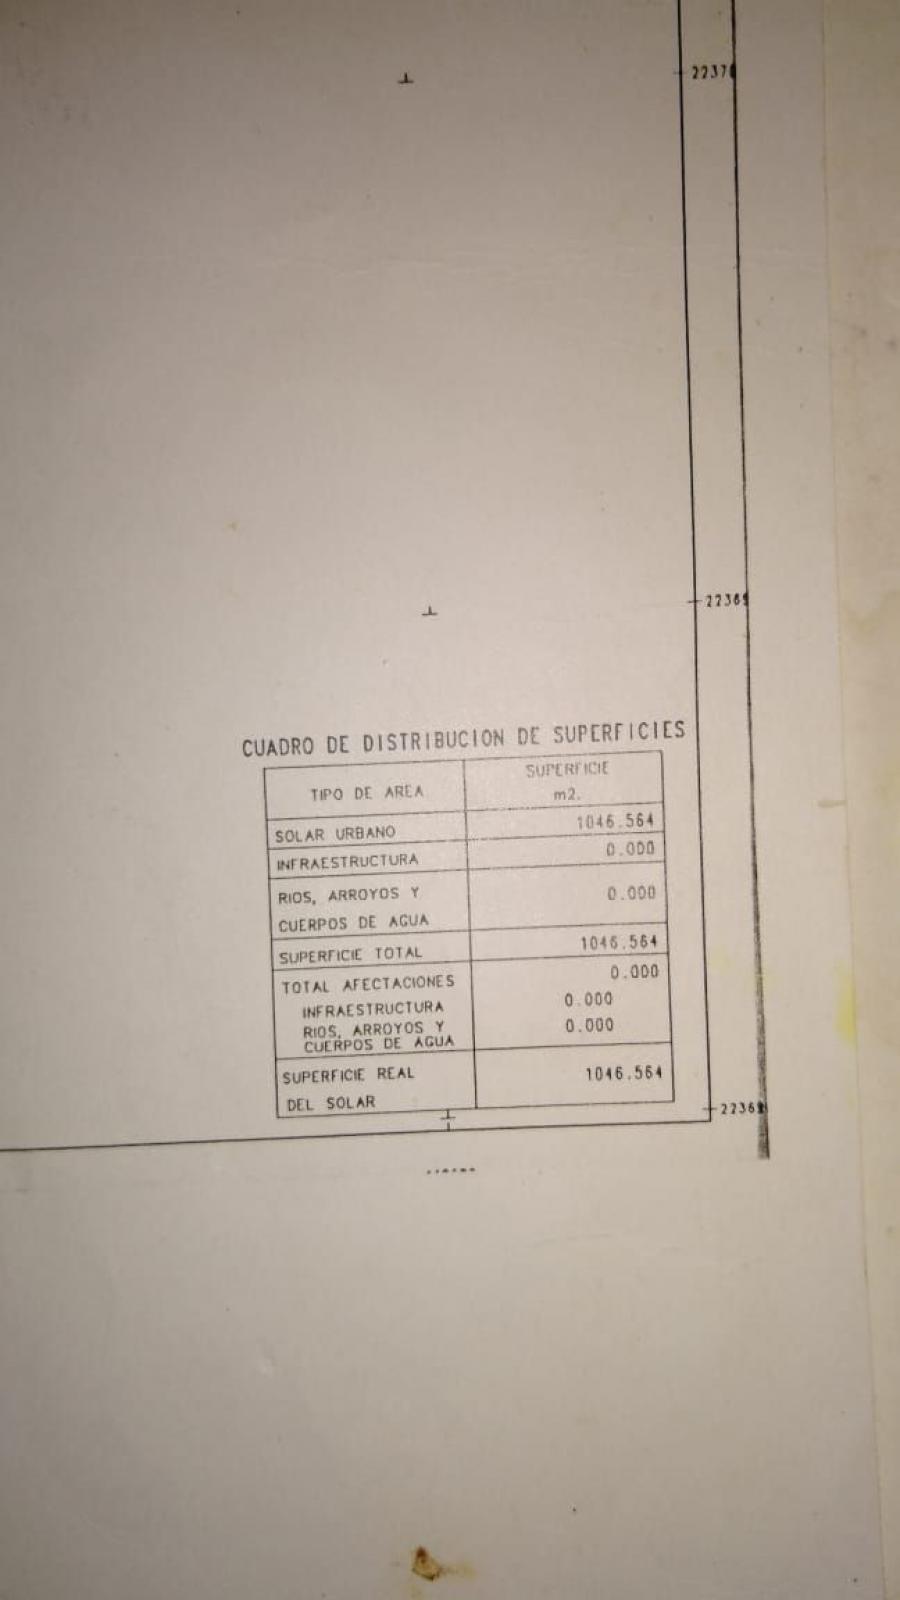 CUADRO DE DISTRIBUCION DE SUPERFICIES
TIPO DE AREA
SUPERFICIE
m2.
SOLAR URBANO 1046.564
INFRAESTRUCTURA 0.000
RIOS, ARROYOS Y
CUERPOS DE AGUA 0.000
SUPERFICIE TOTAL 1046.564
TOTAL AFECTACIONES 0.000
INFRAESTRUCTURA 0.000
RIOS, ARROYOS Y
CUERPOS DE AGUA 0.000
SUPERFICIE REAL
DEL SOLAR 1046.564